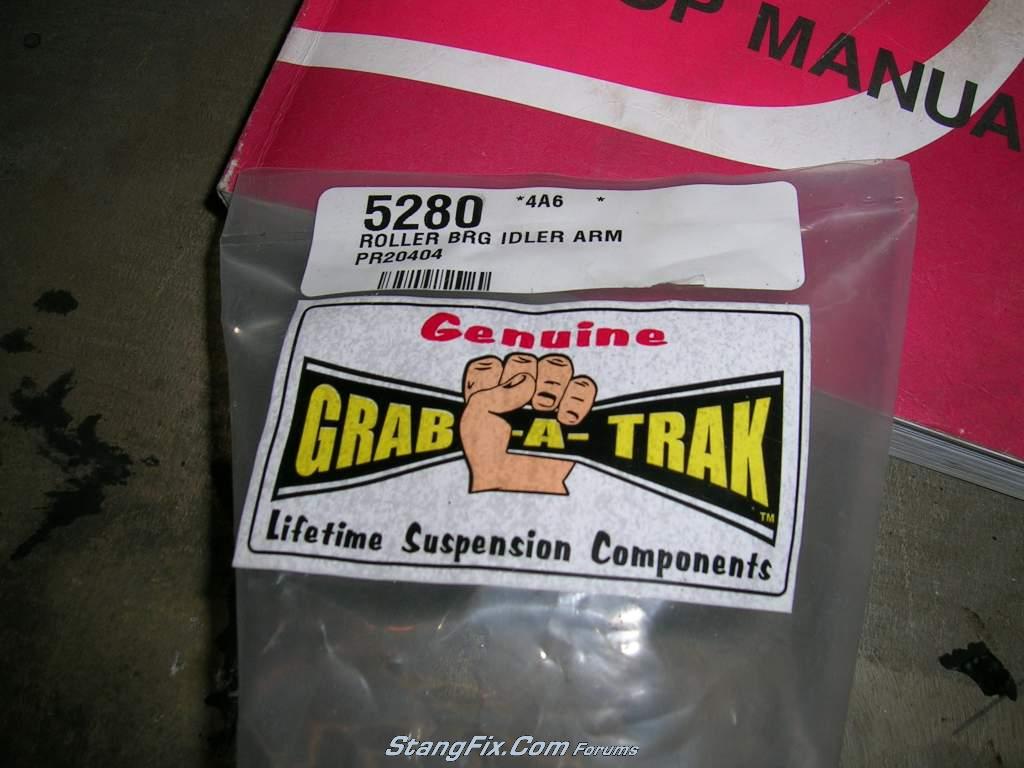 MANUA
5280 *4A6 *
ROLLER BRG IDLER ARM
PR20404
Genuine
GRAB -A- TRAK
TM
Lifetime Suspension Components
StangFix.Com Forums